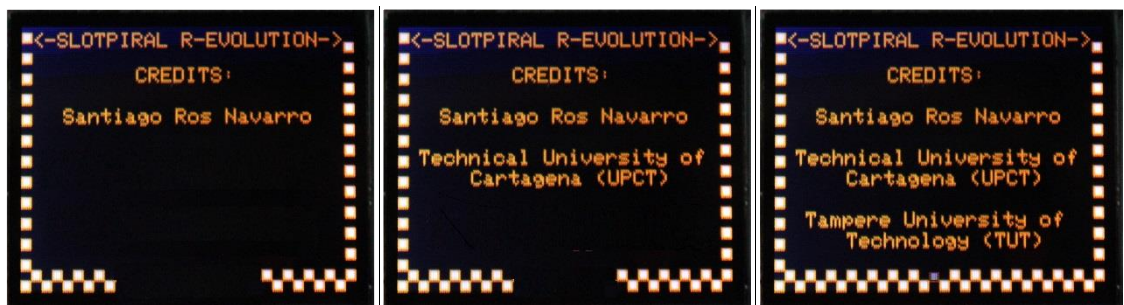 <-SLOTPIRAL R-EVOLUTION->
CREDITS:
Santiago Ros Navarro
<-SLOTPIRAL R-EVOLUTION->
CREDITS:
Santiago Ros Navarro
Technical University of
Cartagena (UPCT)
<-SLOTPIRAL R-EVOLUTION->
CREDITS:
Santiago Ros Navarro
Technical University of
Cartagena (UPCT)
Tampere University of
Technology (TUT)